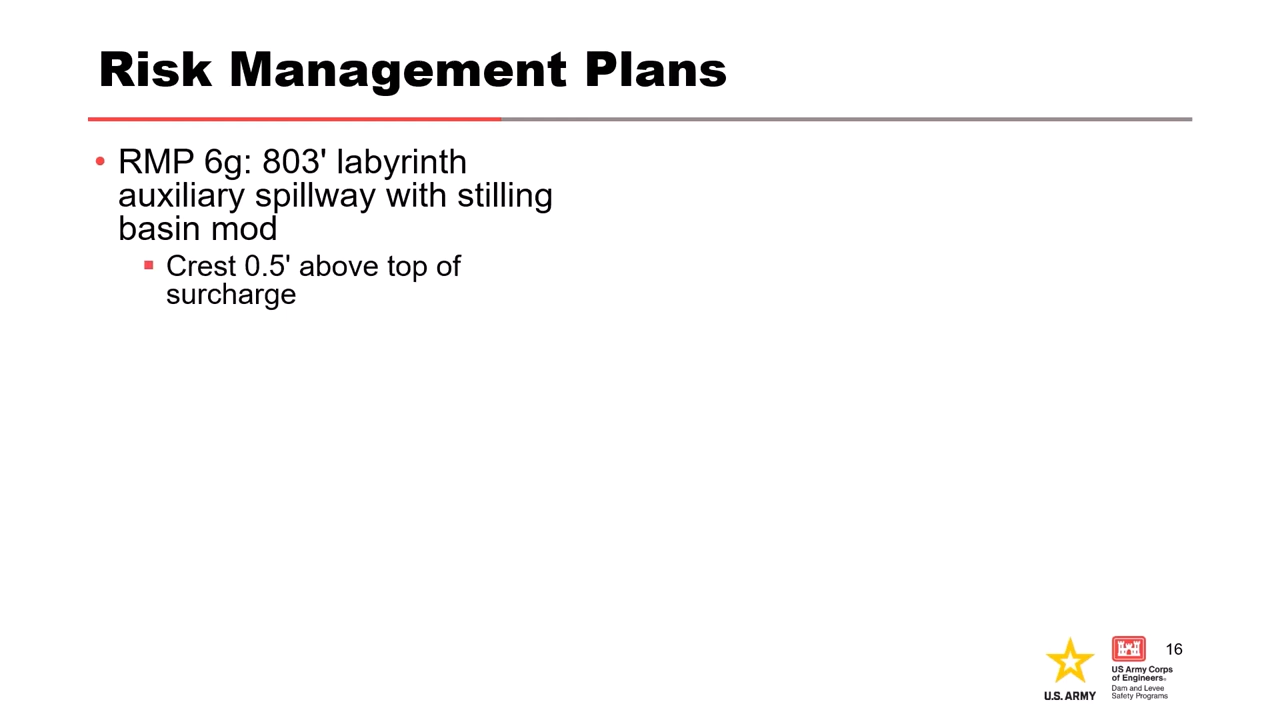 Risk Management Plans
• RMP 6g: 803' labyrinth
auxiliary spillway with stilling
basin mod
▪ Crest 0.5' above top of
surcharge
16
U.S. ARMY
US Army Corps
of Engineers®
Dam and Levee
Safety Programs